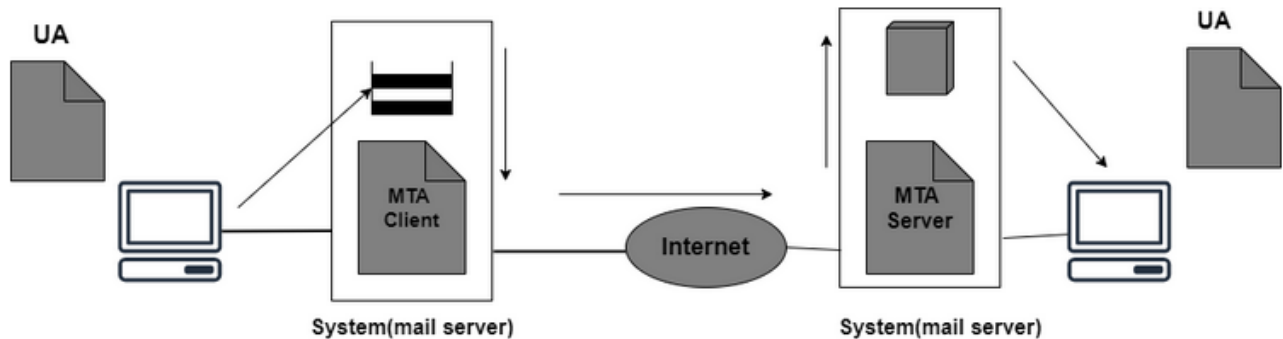 UA
UA
MTA
Client
Internet
MTA
Server
System(mail server)
System(mail server)